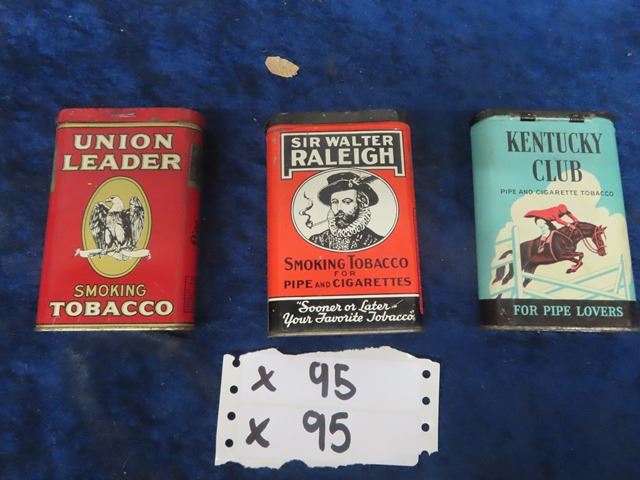 UNION
LEADER
SMOKING
TOBACCO
SIR WALTER
RALEIGH
SMOKING TOBACCO
FOR
PIPE AND CIGARETTES
"Sooner or Later-
Your Favorite Tobacco"
KENTUCKY
CLUB
PIPE AND CIGARETTE TOBACCO
FOR PIPE LOVERS
x 95
x 95